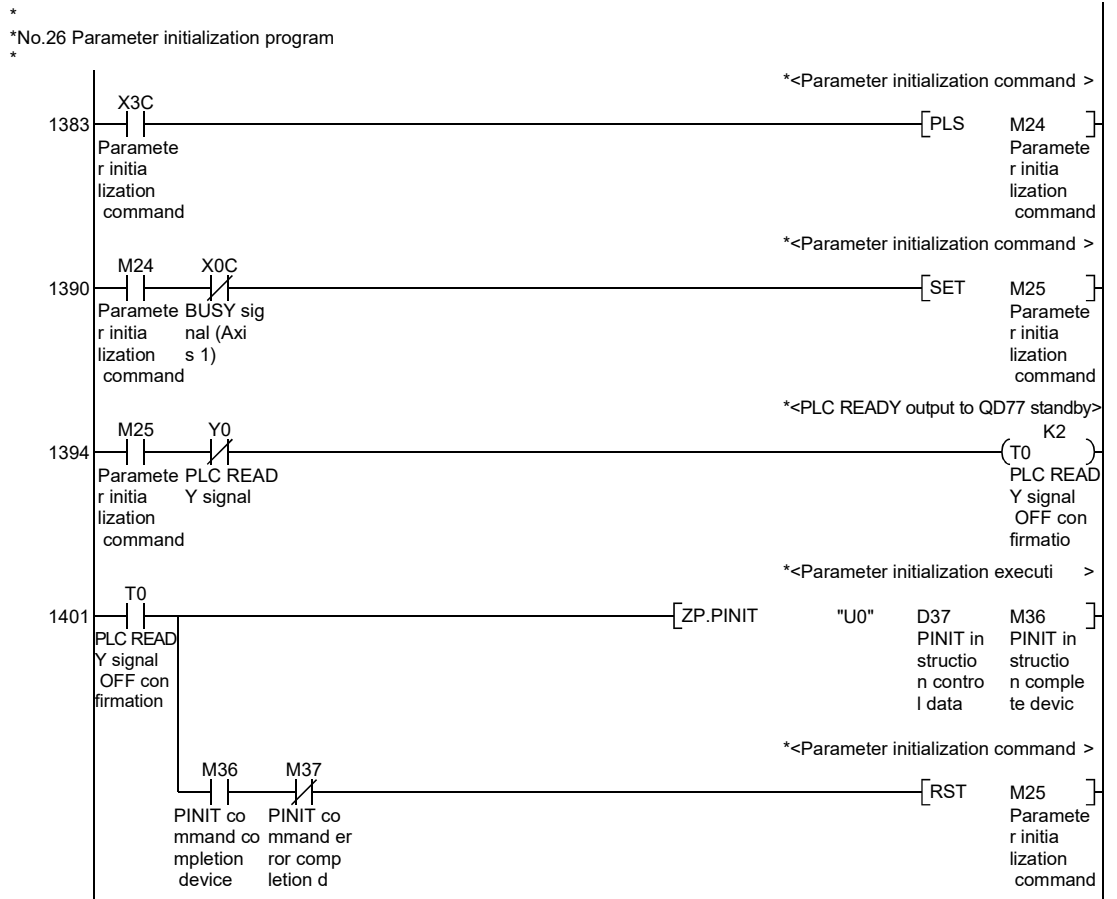 *
*No.26 Parameter initialization program
*
*<Parameter initialization command >
X3C
1383
PLS M24
Paramete
r initia
lization
command
Paramete
r initia
lization
command
*<Parameter initialization command >
M24 X0C
1390
SET M25
Paramete
r initia
lization
command
BUSY sig
nal (Axi
s 1)
Paramete
r initia
lization
command
*<PLC READY output to QD77 standby>
M25 Y0
K2
1394
T0
Paramete
r initia
lization
command
PLC READ
Y signal
PLC READ
Y signal
OFF con
firmatio
*<Parameter initialization executi >
T0
1401
ZP.PINIT "U0" D37 M36
PLC READ
Y signal
OFF con
firmation
PINIT in
structio
n contro
l data
PINIT in
structio
n comple
te devic
*<Parameter initialization command >
M36 M37
RST M25
PINIT co
mmand co
mpletion
device
PINIT co
mmand er
ror comp
letion d
Paramete
r initia
lization
command